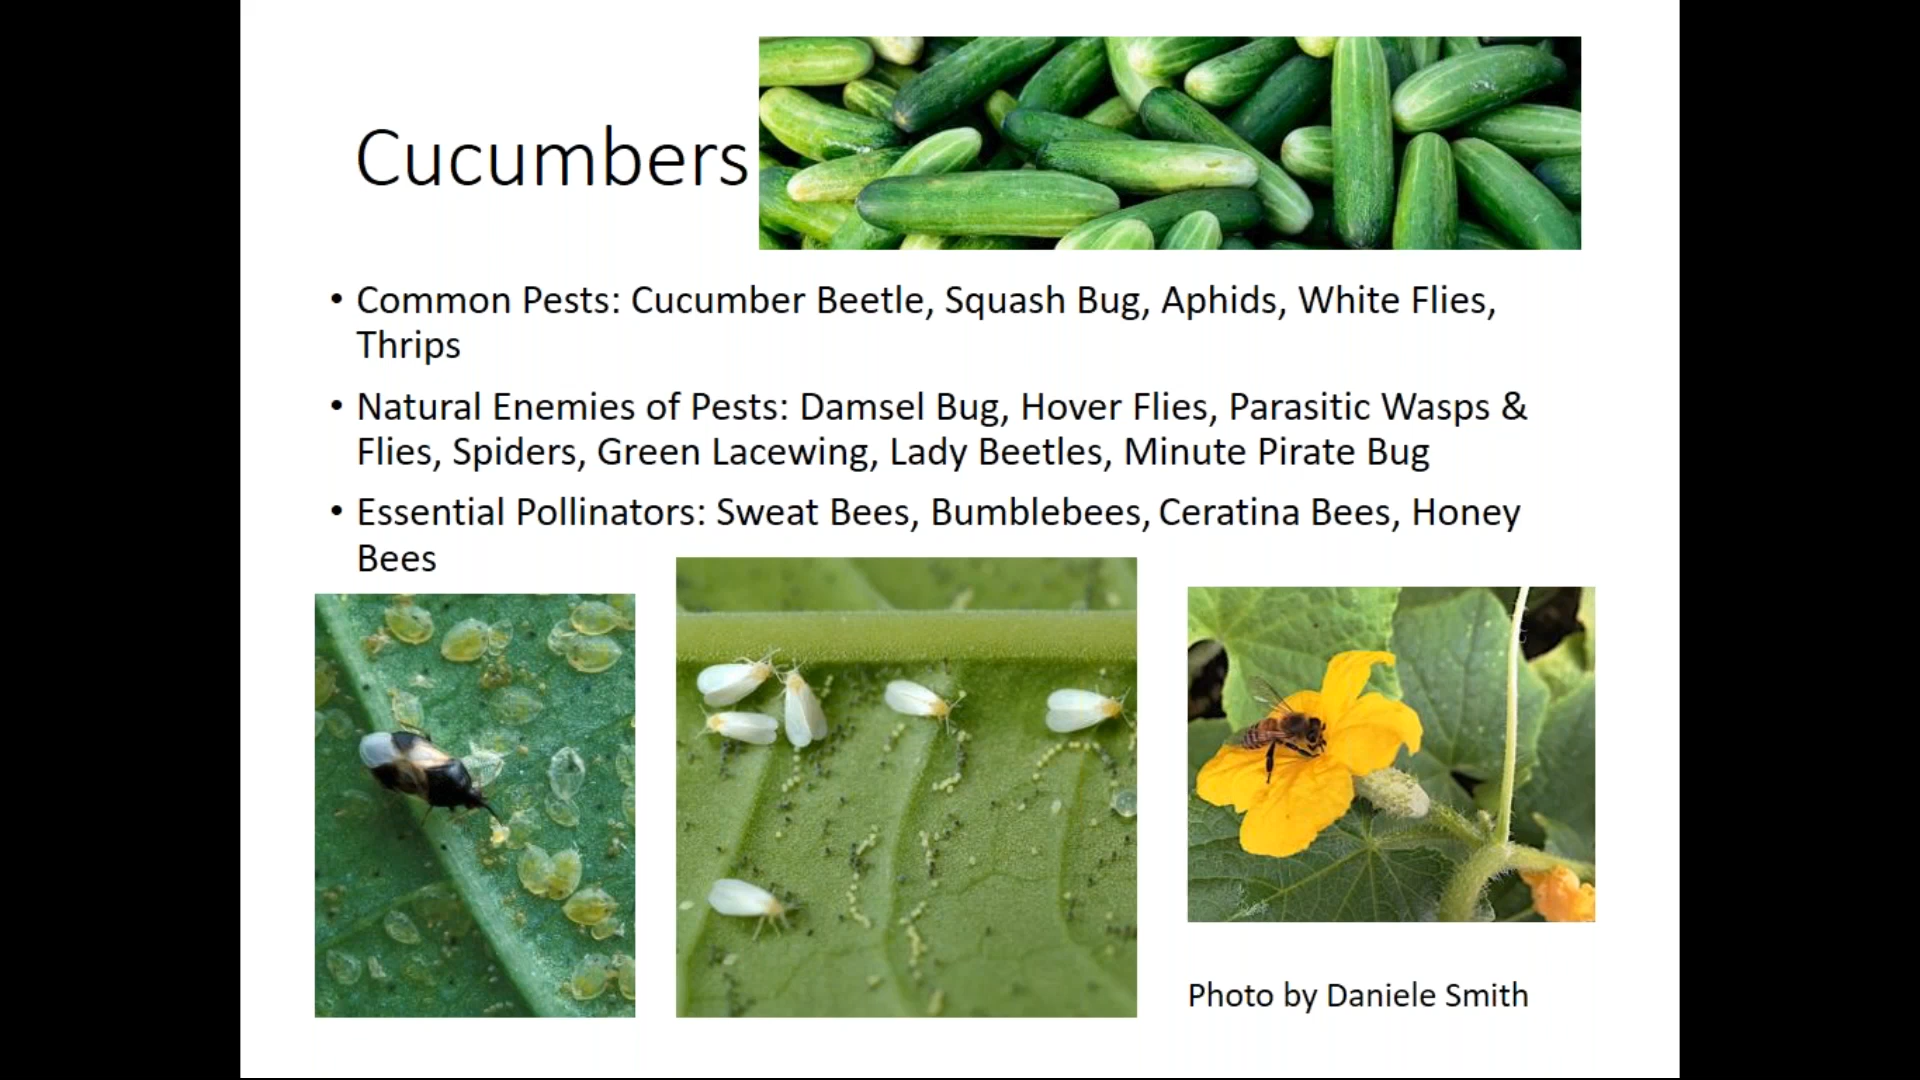 Cucumbers
• Common Pests: Cucumber Beetle, Squash Bug, Aphids, White Flies,
Thrips
• Natural Enemies of Pests: Damsel Bug, Hover Flies, Parasitic Wasps &
Flies, Spiders, Green Lacewing, Lady Beetles, Minute Pirate Bug
• Essential Pollinators: Sweat Bees, Bumblebees, Ceratina Bees, Honey
Bees
Photo by Daniele Smith